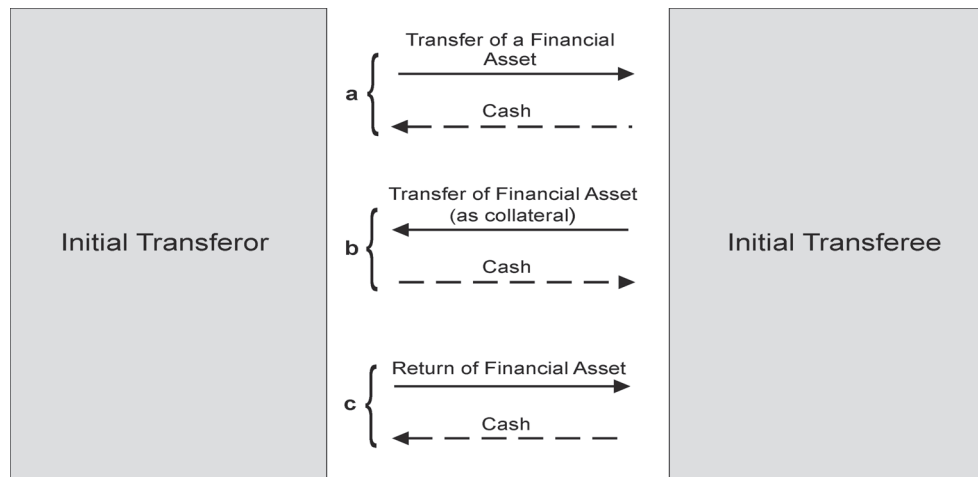 Transfer of a Financial
Asset
a
Cash
Transfer of Financial Asset
(as collateral)
Initial Transferor
Initial Transferee
b
Cash
Return of Financial Asset
c
Cash